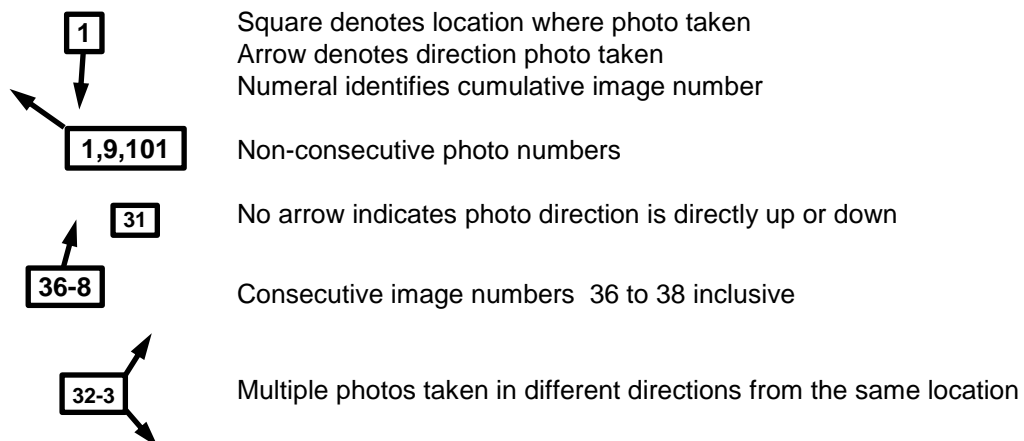 1
Square denotes location where photo taken
Arrow denotes direction photo taken
Numeral identifies cumulative image number
1,9,101
Non-consecutive photo numbers
31
No arrow indicates photo direction is directly up or down
36-8
Consecutive image numbers 36 to 38 inclusive
32-3
Multiple photos taken in different directions from the same location